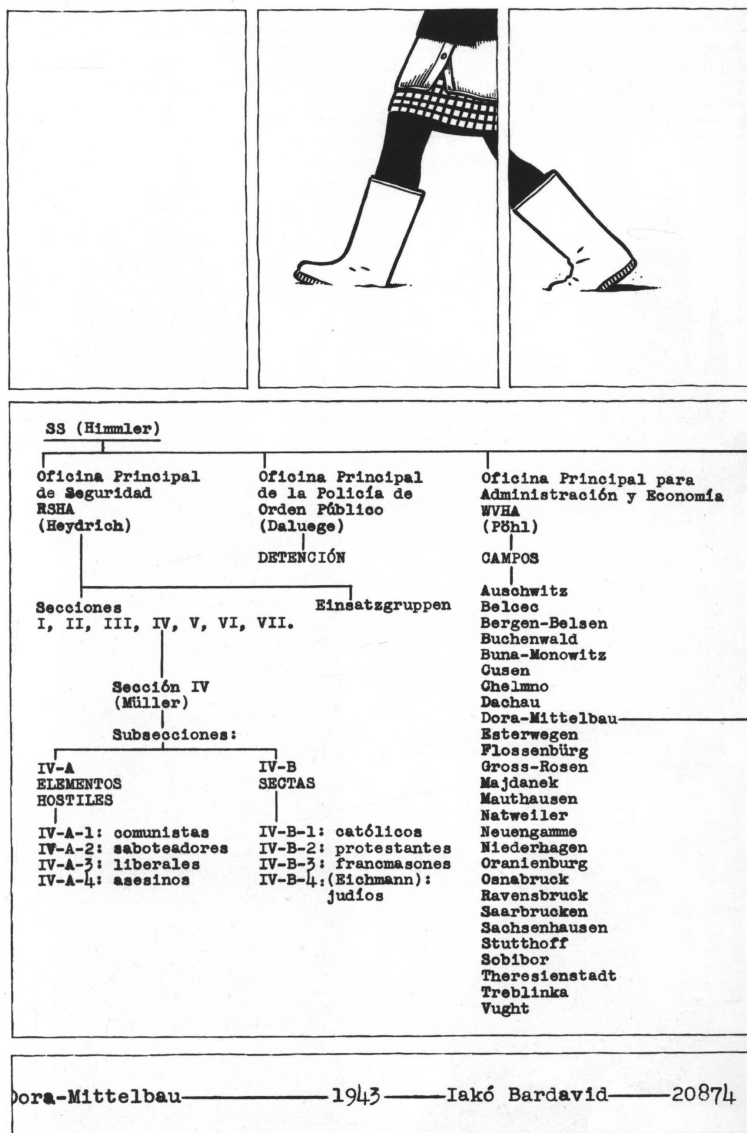 SS (Himmler)
Oficina Principal
de Seguridad
RSHA
(Heydrich)
Oficina Principal
de la Policía de
Orden Público
(Daluege)
DETENCIÓN
Oficina Principal para
Administración y Economía
WVHA
(Pöhl)
CAMPOS
Secciones
I, II, III, IV, V, VI, VII.
Einsatzgruppen
Sección IV
(Müller)
Subsecciones:
IV-A
ELEMENTOS
HOSTILES
IV-A-1: comunistas
IV-A-2: saboteadores
IV-A-3: liberales
IV-A-4: asesinos
IV-B
SECTAS
IV-B-1: católicos
IV-B-2: protestantes
IV-B-3: francmasones
IV-B-4:(Eichmann):
judíos
Auschwitz
Belcec
Bergen-Belsen
Buchenwald
Buna-Monowitz
Gusen
Chelmno
Dachau
Dora-Mittelbau
Esterwegen
Flossenbürg
Gross-Rosen
Majdanek
Mauthausen
Natweiler
Neuengamme
Niederhagen
Oranienburg
Osnabruck
Ravensbruck
Saarbrucken
Sachsenhausen
Stutthoff
Sobibor
Theresienstadt
Treblinka
Vught
Dora-Mittelbau—1943—Iakó Bardavid—20874